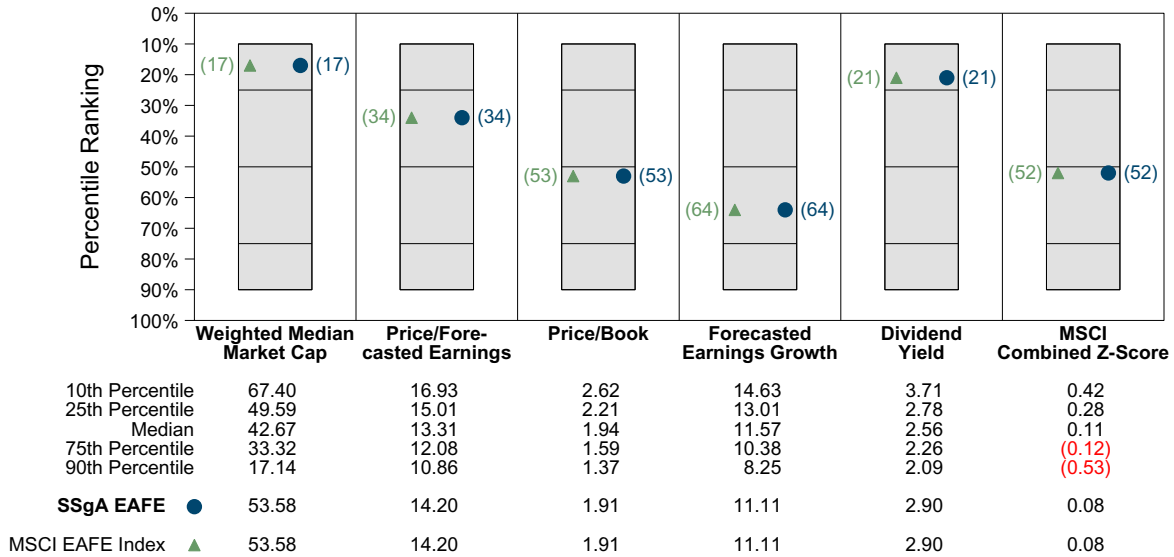 0%
10%
20%
30%
40%
50%
60%
70%
80%
90%
100%
Percentile Ranking
(17) (17)
(34) (34)
(53) (53)
(64) (64)
(21) (21)
(52) (52)
Weighted Median
Market Cap
Price/Fore-
casted Earnings
Price/Book
Forecasted
Earnings Growth
Dividend
Yield
MSCI
Combined Z-Score
10th Percentile 67.40 16.93 2.62 14.63 3.71 0.42
25th Percentile 49.59 15.01 2.21 13.01 2.78 0.28
Median 42.67 13.31 1.94 11.57 2.56 0.11
75th Percentile 33.32 12.08 1.59 10.38 2.26 (0.12)
90th Percentile 17.14 10.86 1.37 8.25 2.09 (0.53)
SSgA EAFE 53.58 14.20 1.91 11.11 2.90 0.08
MSCI EAFE Index 53.58 14.20 1.91 11.11 2.90 0.08